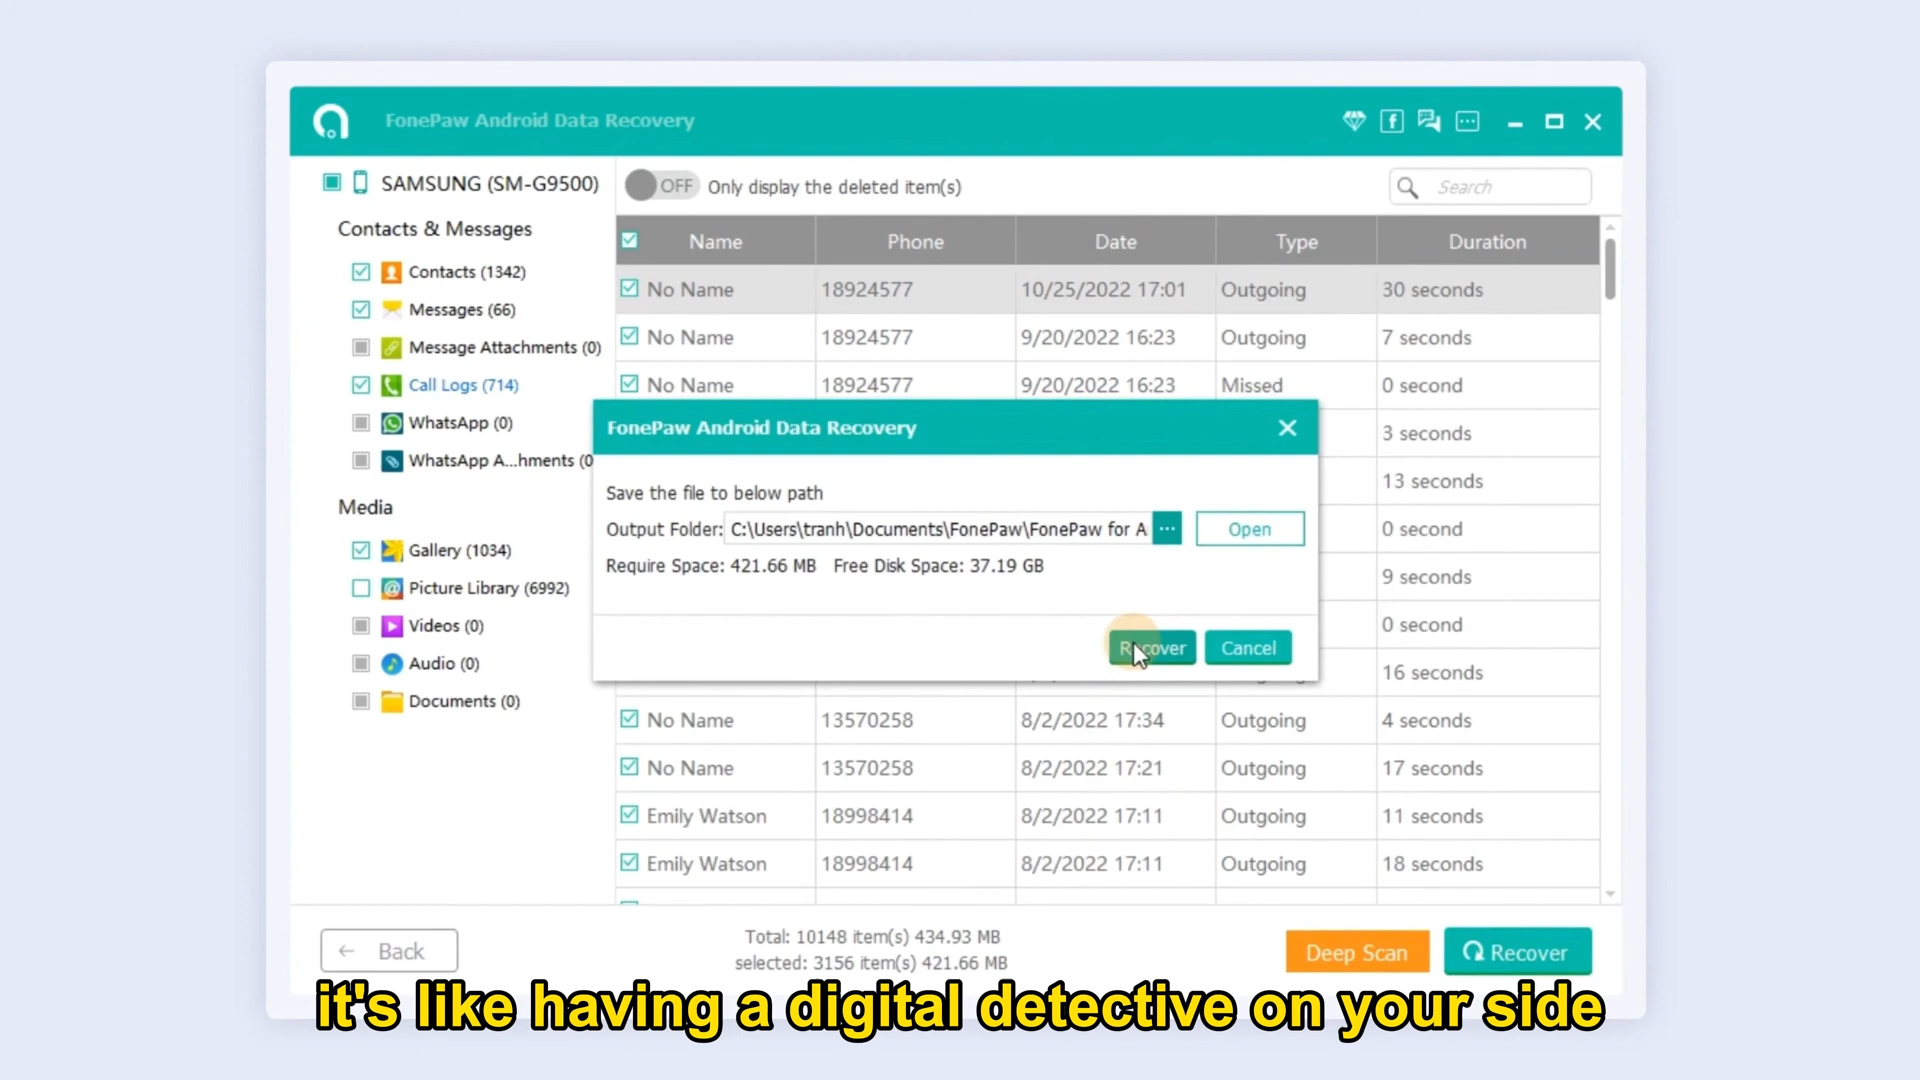 FonePaw Android Data Recovery
SAMSUNG (SM-G9500)
OFF Only display the deleted item(s)
Search
Contacts & Messages
Contacts (1342)
Messages (66)
Message Attachments (0)
Call Logs (714)
WhatsApp (0)
WhatsApp A...hments (0
Media
Gallery (1034)
Picture Library (6992)
Videos (0)
Audio (0)
Documents (0)
Name Phone Date Type Duration
No Name 18924577 10/25/2022 17:01 Outgoing 30 seconds
No Name 18924577 9/20/2022 16:23 Outgoing 7 seconds
No Name 18924577 9/20/2022 16:23 Missed 0 second
3 seconds
13 seconds
0 second
9 seconds
0 second
16 seconds
FonePaw Android Data Recovery
Save the file to below path
Output Folder: C:\Users\tranh\Documents\FonePaw\FonePaw for A ... Open
Require Space: 421.66 MB Free Disk Space: 37.19 GB
Recover Cancel
No Name 13570258 8/2/2022 17:34 Outgoing 4 seconds
No Name 13570258 8/2/2022 17:21 Outgoing 17 seconds
Emily Watson 18998414 8/2/2022 17:11 Outgoing 11 seconds
Emily Watson 18998414 8/2/2022 17:11 Outgoing 18 seconds
Back
Total: 10148 item(s) 434.93 MB
selected: 3156 item(s) 421.66 MB
Deep Scan Recover
it's like having a digital detective on your side